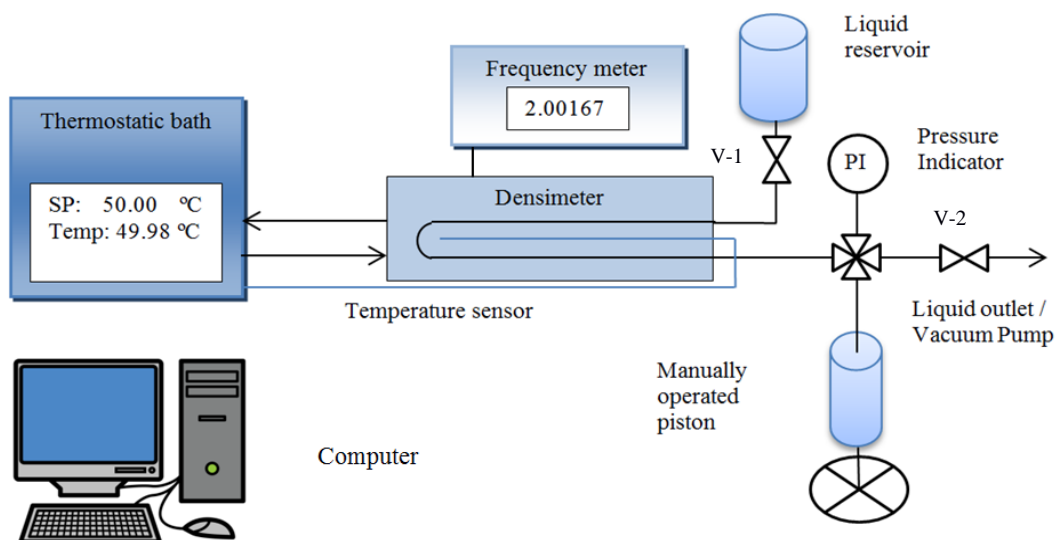 Liquid
reservoir
Frequency meter
2.00167
Thermostatic bath
SP: 50.00 ºC
Temp: 49.98 ºC
V-1
PI
Pressure
Indicator
Densimeter
V-2
Temperature sensor
Liquid outlet /
Vacuum Pump
Manually
operated
piston
Computer